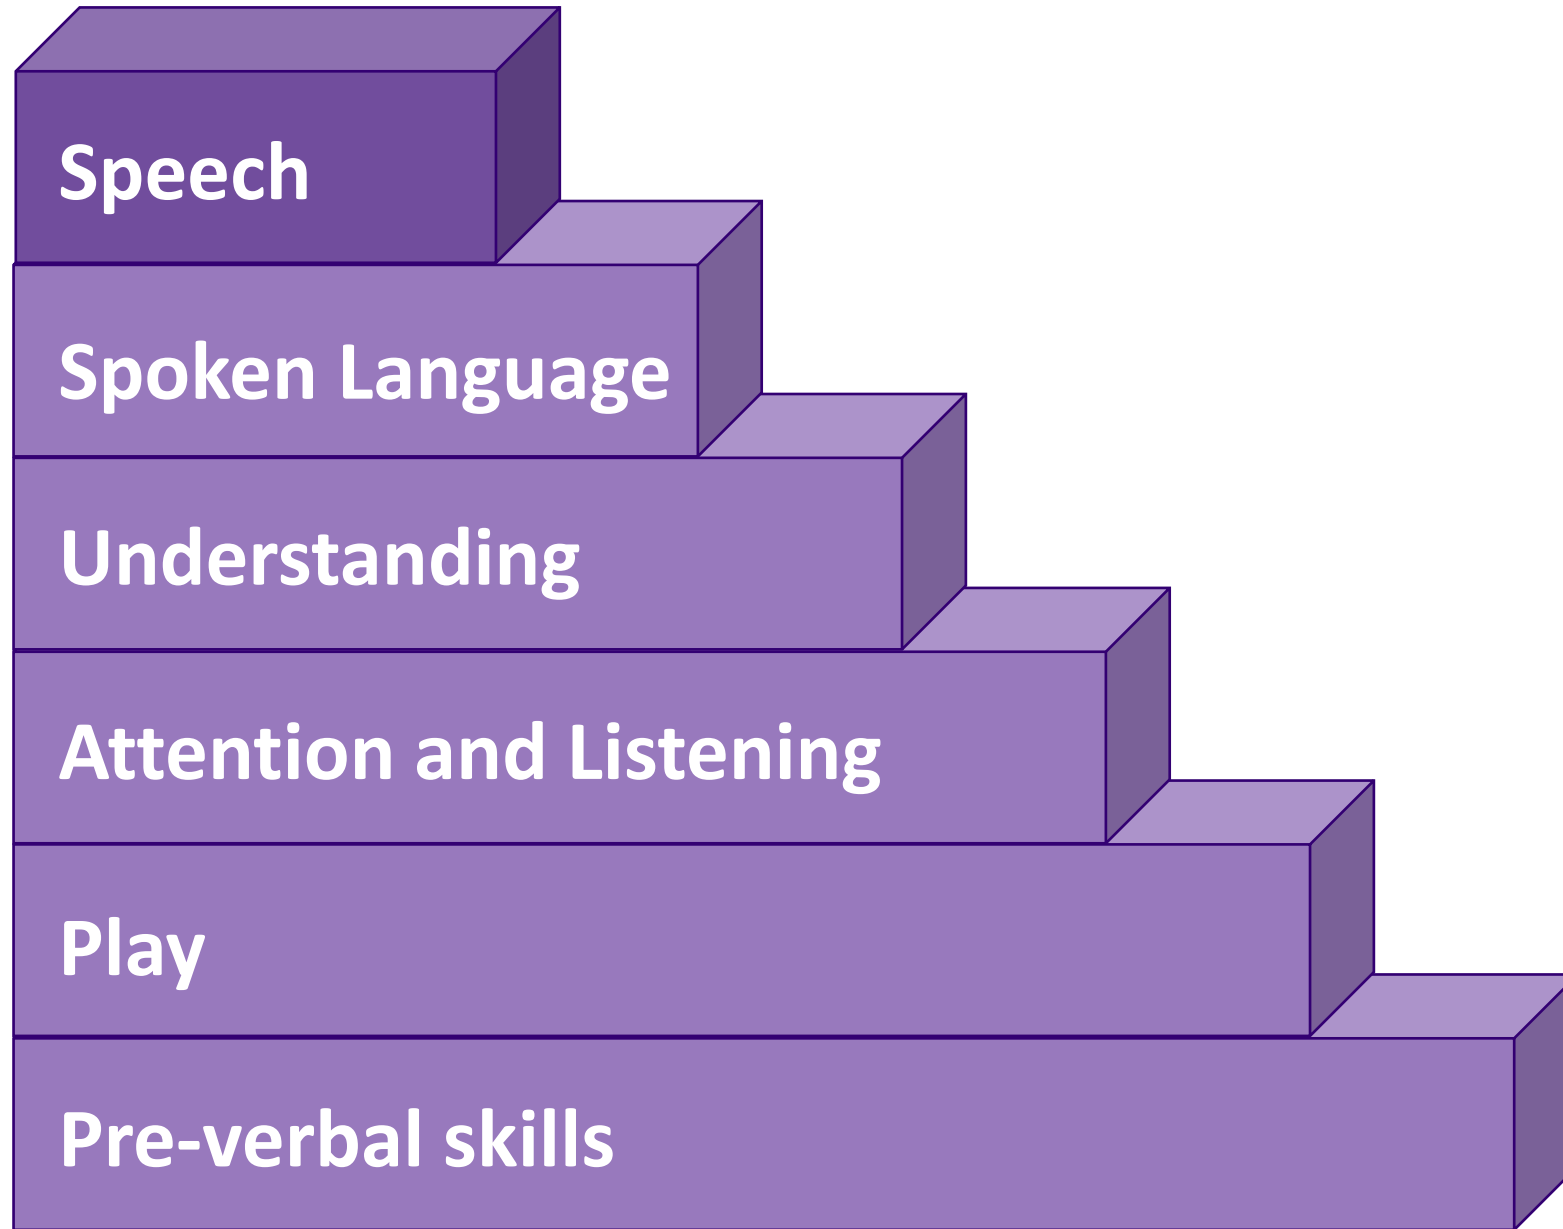 Speech
Spoken Language
Understanding
Attention and Listening
Play
Pre-verbal skills